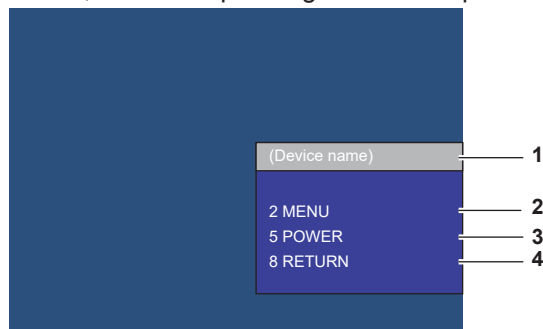 (Device name)
1
2 MENU
2
5 POWER
3
8 RETURN
4